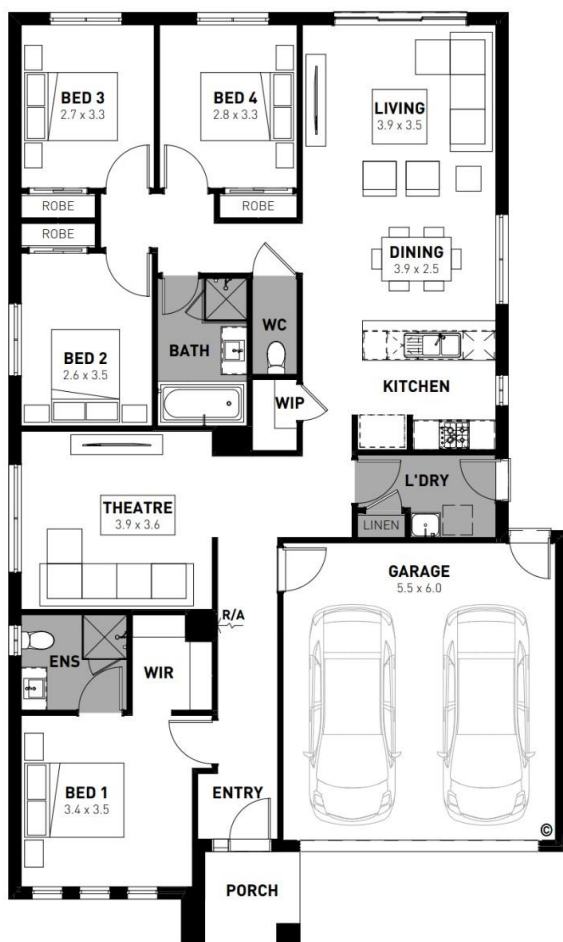 BED 3
2.7 x 3.3
BED 4
2.8 x 3.3
LIVING
3.9 x 3.5
ROBE
ROBE
ROBE
DINING
3.9 x 2.5
WC
BATH
BED 2
2.6 x 3.5
KITCHEN
WIP
L'DRY
THEATRE
3.9 x 3.6
LINEN
GARAGE
5.5 x 6.0
R/A
ENS
WIR
BED 1
3.4 x 3.5
ENTRY
©
PORCH